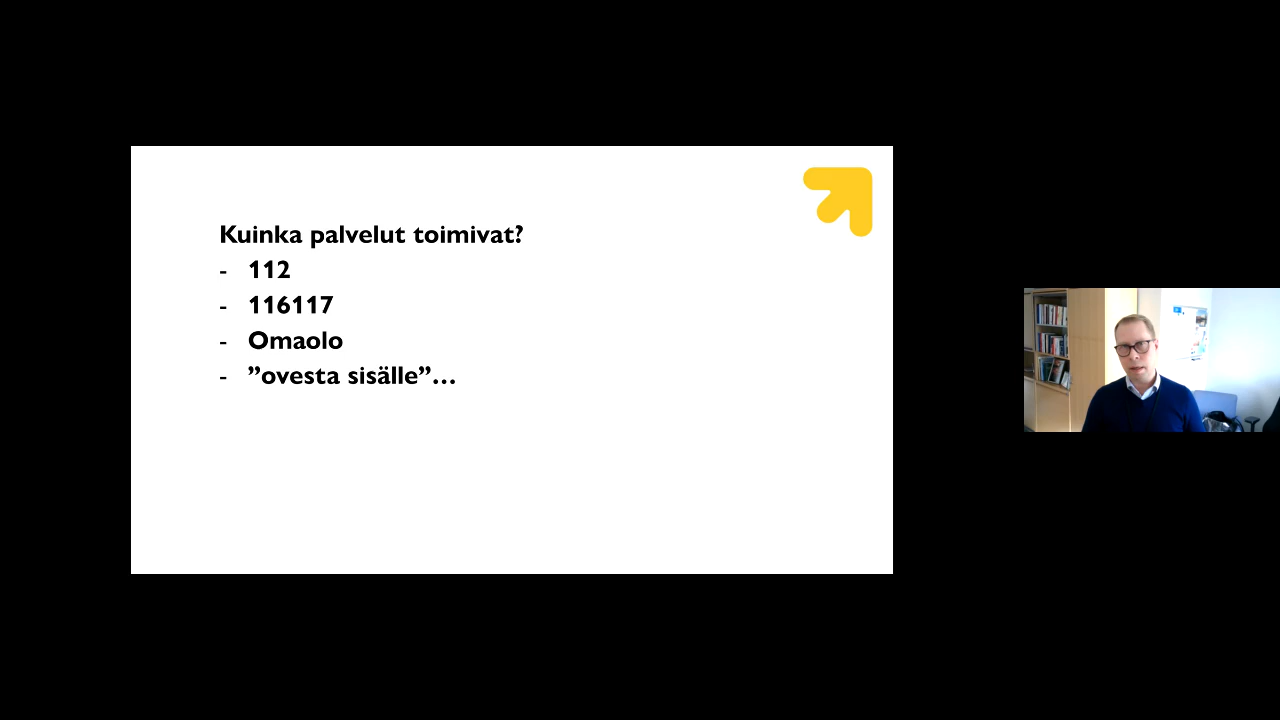 Kuinka palvelut toimivat?
- 112
- 116117
- Omaolo
- ”ovesta sisälle”…